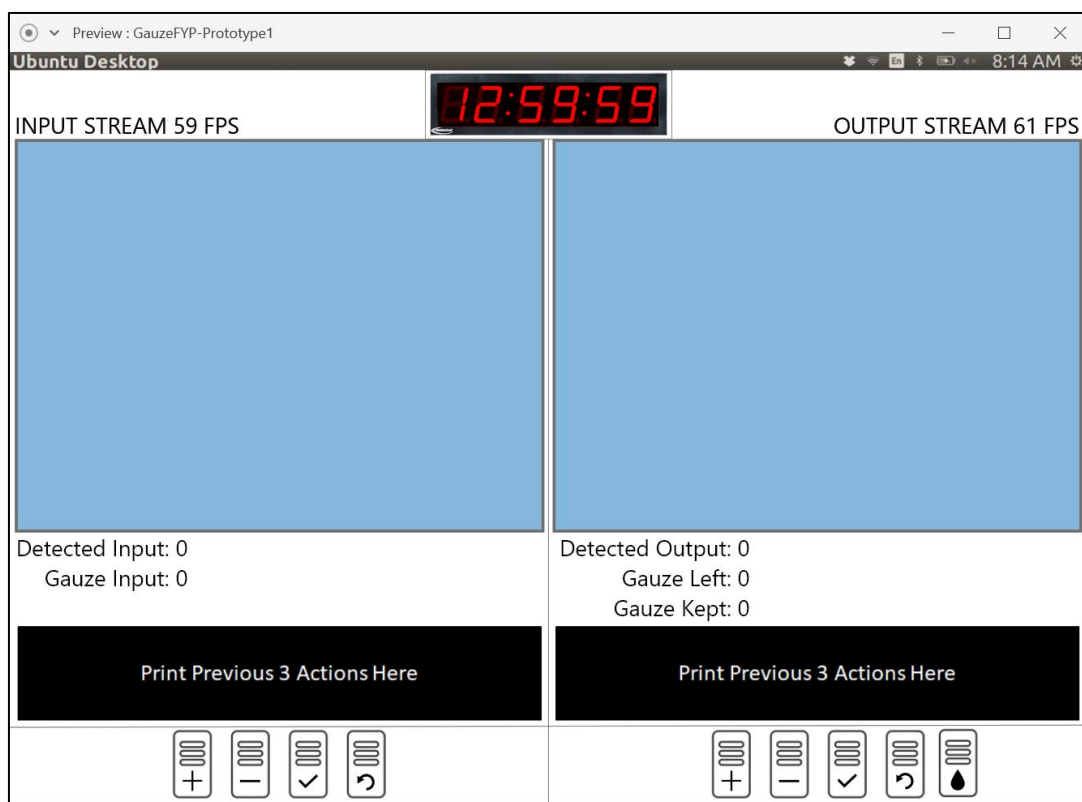 Preview : GauzeFYP-Prototype1
Ubuntu Desktop
En
8:14 AM
12:59:59
INPUT STREAM 59 FPS
OUTPUT STREAM 61 FPS
Detected Input: 0
Gauze Input: 0
Detected Output: 0
Gauze Left: 0
Gauze Kept: 0
Print Previous 3 Actions Here
Print Previous 3 Actions Here